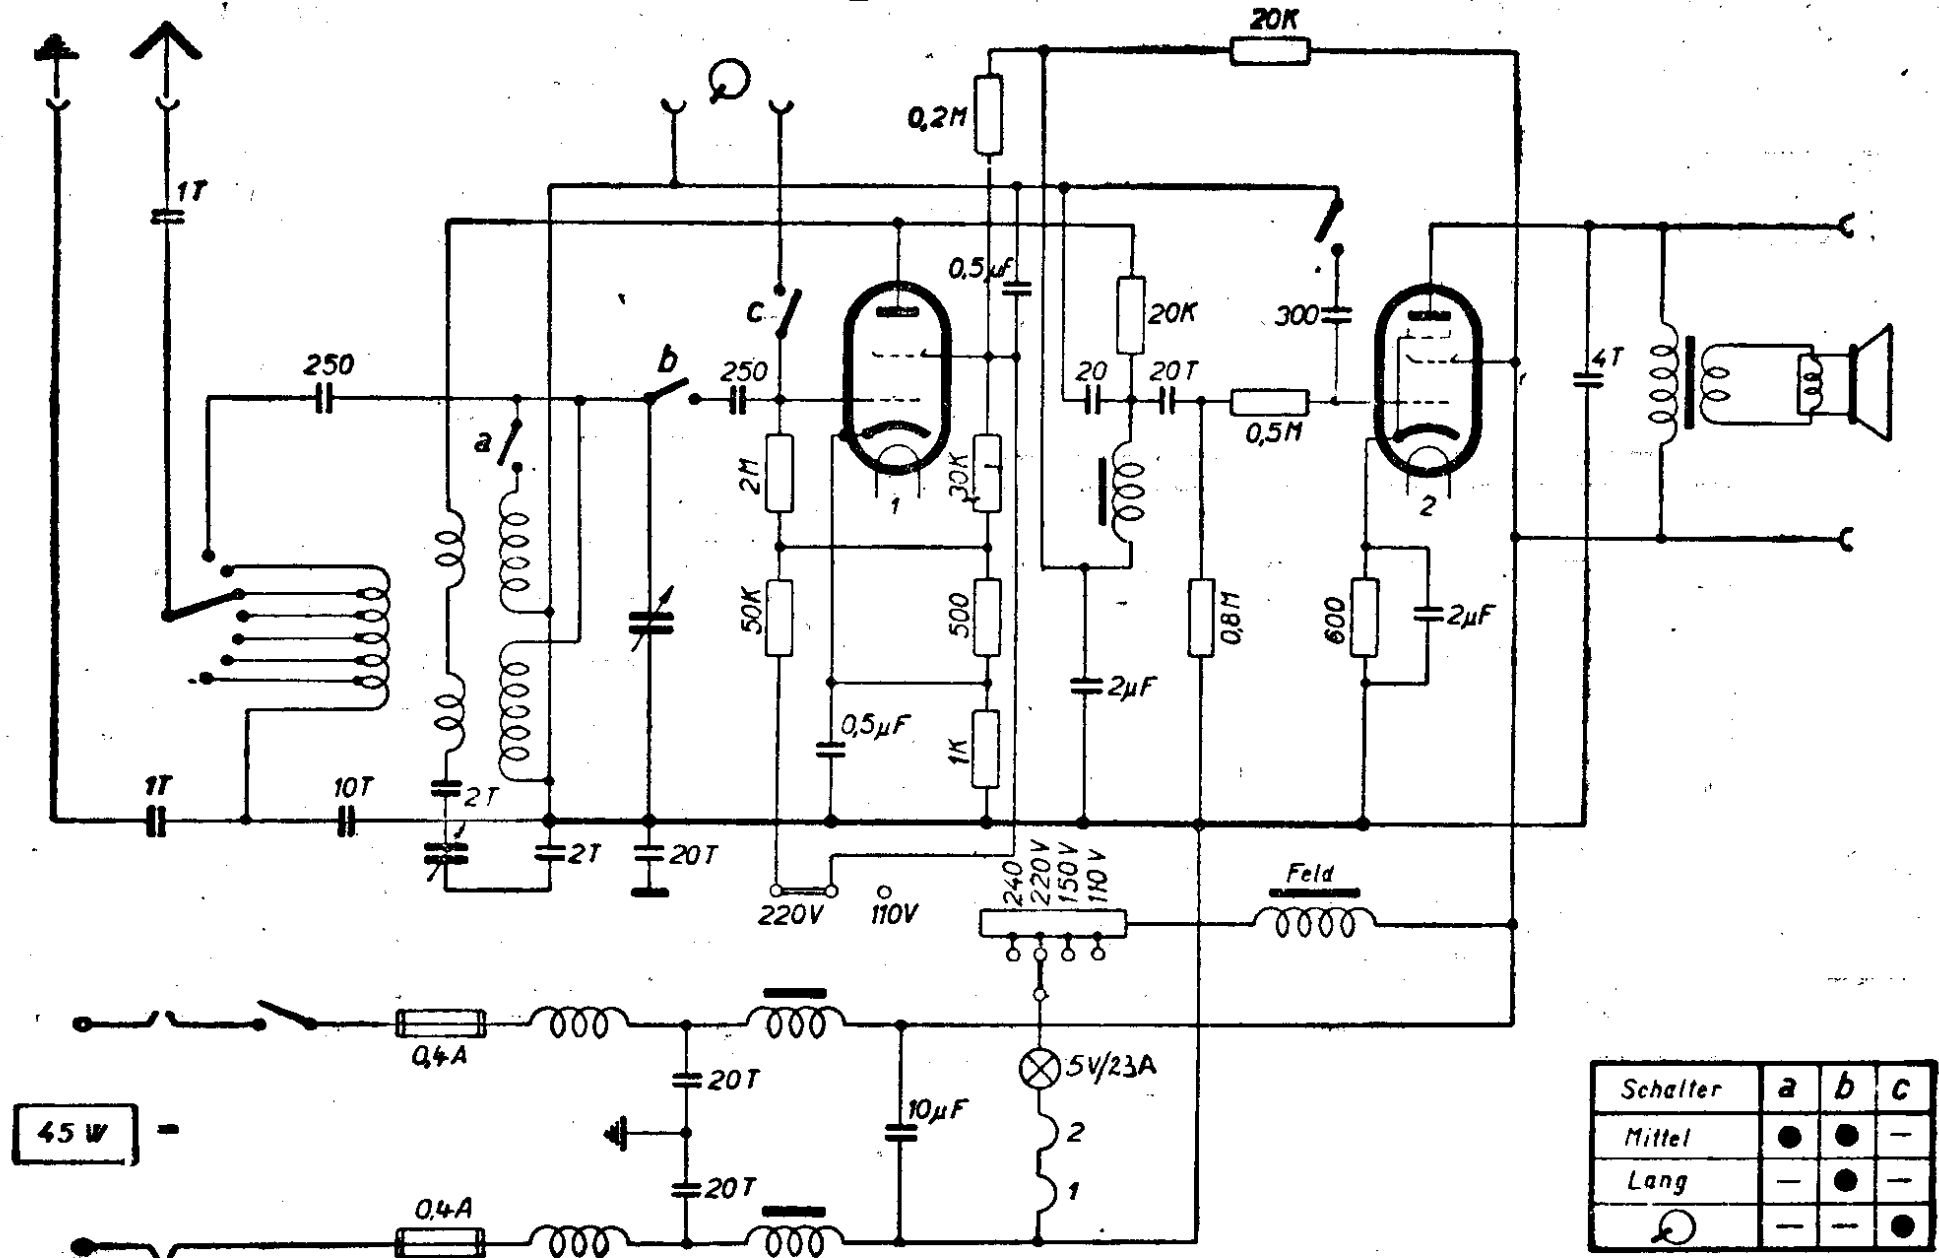 20K
0,2M
1T
0,5µF
c
20K
300
4T
250
b
250
20
20T
0,5M
a
2M
30K
1
2
50K
500
0,8M
600
2µF
2µF
0,5µF
1K
1T
10T
2T
2T
20T
240
220V
150V
110V
Feld
220V
110V
0,4A
20T
5V/23A
10µF
2
45 W
20T
1
0,4A
Schalter a b c
Mittel ● ● –
Lang – ● –
– – ●